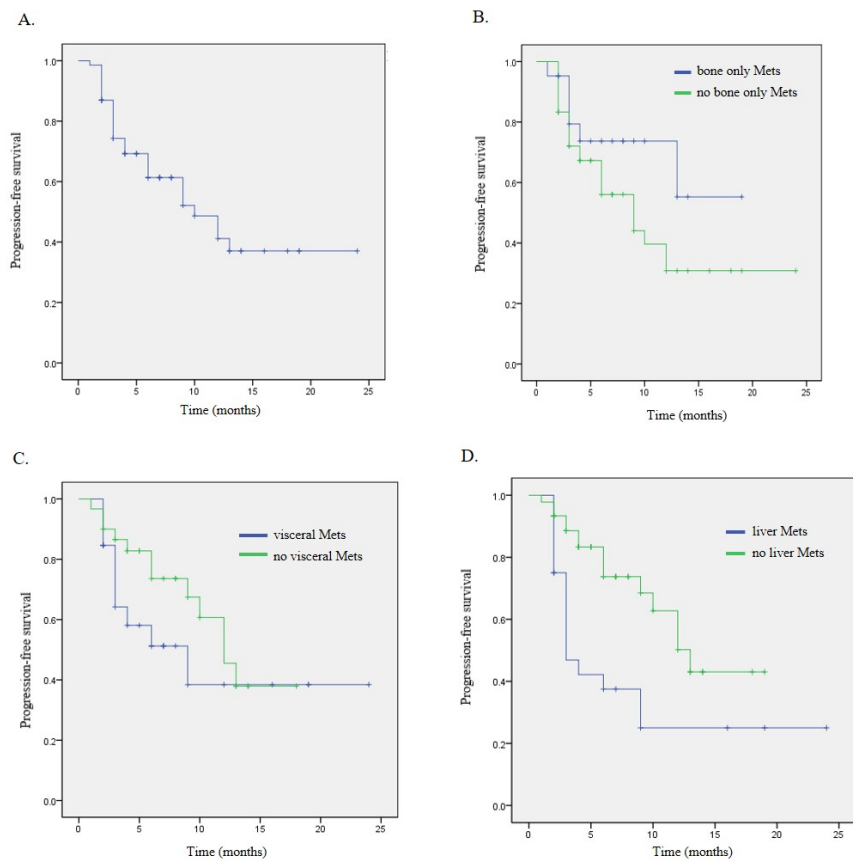 A.
Progression-free survival
1.0
0.8
0.6
0.4
0.2
0.0
0
5
10
15
20
25
Time (months)
B.
bone only Mets
no bone only Mets
Progression-free survival
1.0
0.8
0.6
0.4
0.2
0.0
0
5
10
15
20
25
Time (months)
C.
visceral Mets
no visceral Mets
Progression-free survival
1.0
0.8
0.6
0.4
0.2
0.0
0
5
10
15
20
25
Time (months)
D.
liver Mets
no liver Mets
Progression-free survival
1.0
0.8
0.6
0.4
0.2
0.0
0
5
10
15
20
25
Time (months)